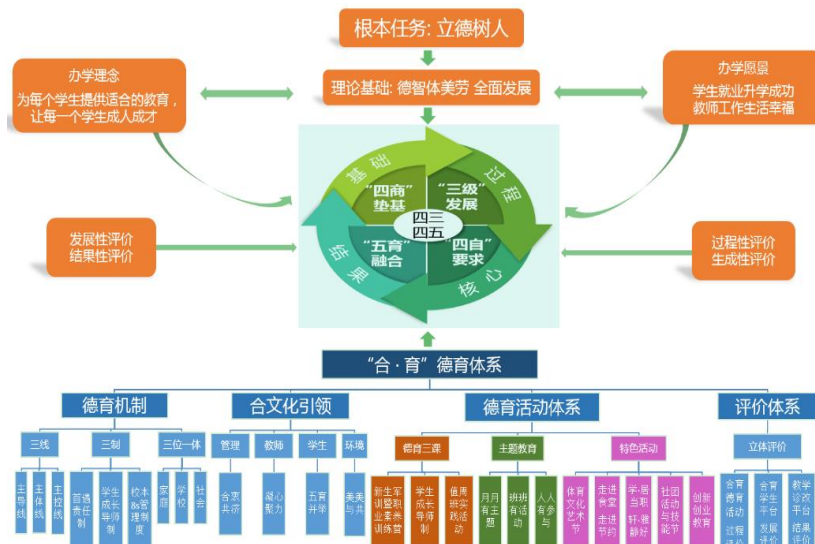 根本任务: 立德树人
办学理念
为每个学生提供适合的教育，
让每一个学生成人成才
理论基础: 德智体美劳 全面发展
办学愿景
学生就业升学成功
教师工作生活幸福
基础
过程
“四商”
垫基
“三级”
发展
四三
四五
“五育”
融合
“四自”
要求
结果
核心
发展性评价
结果性评价
过程性评价
生成性评价
“合 · 育” 德育体系
德育机制
合文化引领
德育活动体系
评价体系
三线
三制
三位一体
管理
教师
学生
环境
德育三课
主题教育
特色活动
立体评价
主导线
主体线
主控线
首遇责任制
学生成长导师制
校本8s管理制度
家庭
学校
社会
合衷共济
凝心聚力
五育并举
美美与共
新生军训暨职业素养训练营
学生成长导师制
值周班实践活动
月月有主题
班班有活动
人人有参与
体育文化艺术节
走进食堂 走进节约
学·居 职·轩·雅静好
社团活动与技能节
创新创业教育
合育德育活动 过程评价
合育学生平台 发展评价
教学诊改平台 结果评价